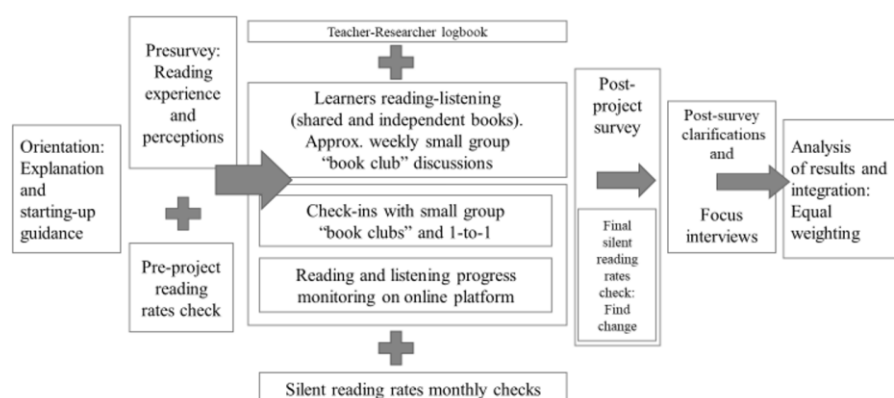 Orientation:
Explanation
and
starting-up
guidance
Presurvey:
Reading
experience
and
perceptions
Pre-project
reading
rates check
Teacher-Researcher logbook
Learners reading-listening
(shared and independent books).
Approx. weekly small group
“book club” discussions
Check-ins with small group
“book clubs” and 1-to-1
Reading and listening progress
monitoring on online platform
Silent reading rates monthly checks
Post-
project
survey
Final
silent
reading
rates
check:
Find
change
Post-survey
clarifications
and
Focus
interviews
Analysis
of results and
integration:
Equal
weighting